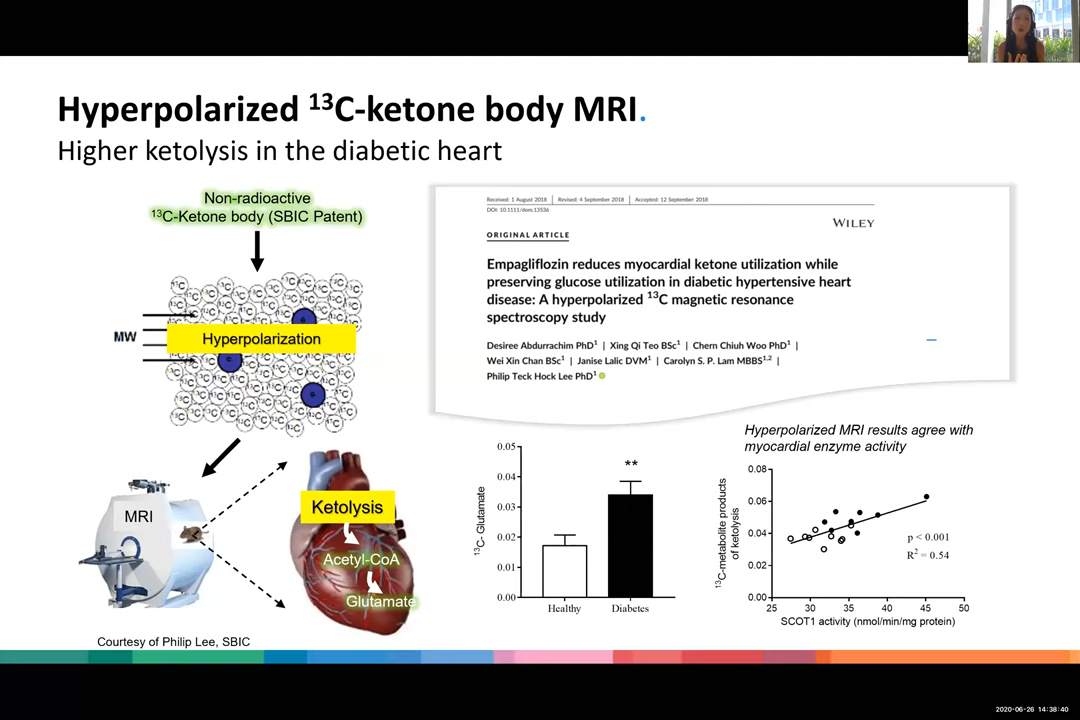 Hyperpolarized ¹³C-ketone body MRI.
Higher ketolysis in the diabetic heart
Non-radioactive
¹³C-Ketone body (SBIC Patent)
MW
Hyperpolarization
MRI
Ketolysis
Acetyl-CoA
Glutamate
Courtesy of Philip Lee, SBIC
Received: 1 August 2018 | Revised: 4 September 2018 | Accepted: 12 September 2018
DOI: 10.1111/dom.13536
WILEY
ORIGINAL ARTICLE
Empagliflozin reduces myocardial ketone utilization while
preserving glucose utilization in diabetic hypertensive heart
disease: A hyperpolarized ¹³C magnetic resonance
spectroscopy study
Desiree Abdurrachim PhD¹ | Xing Qi Teo BSc¹ | Chern Chiuh Woo PhD¹ |
Wei Xin Chan BSc¹ | Janise Lalic DVM¹ | Carolyn S. P. Lam MBBS¹,² |
Philip Teck Hock Lee PhD¹
0.05
0.04
0.03
0.02
0.01
0.00
¹³C- Glutamate
**
Healthy
Diabetes
Hyperpolarized MRI results agree with
myocardial enzyme activity
¹³C-metabolite products
of ketolysis
0.08
0.06
0.04
0.02
0.00
p < 0.001
R² = 0.54
25 30 35 40 45 50
SCOT1 activity (nmol/min/mg protein)
2020-06-26 14:38:40